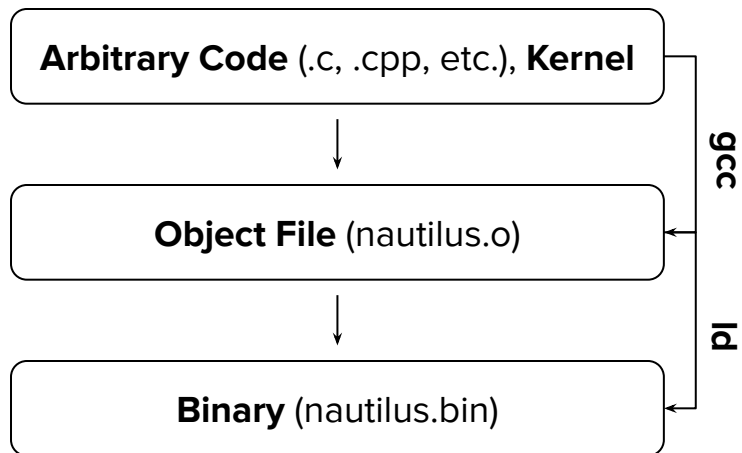 Arbitrary Code (.c, .cpp, etc.), Kernel
gcc
Object File (nautilus.o)
ld
Binary (nautilus.bin)